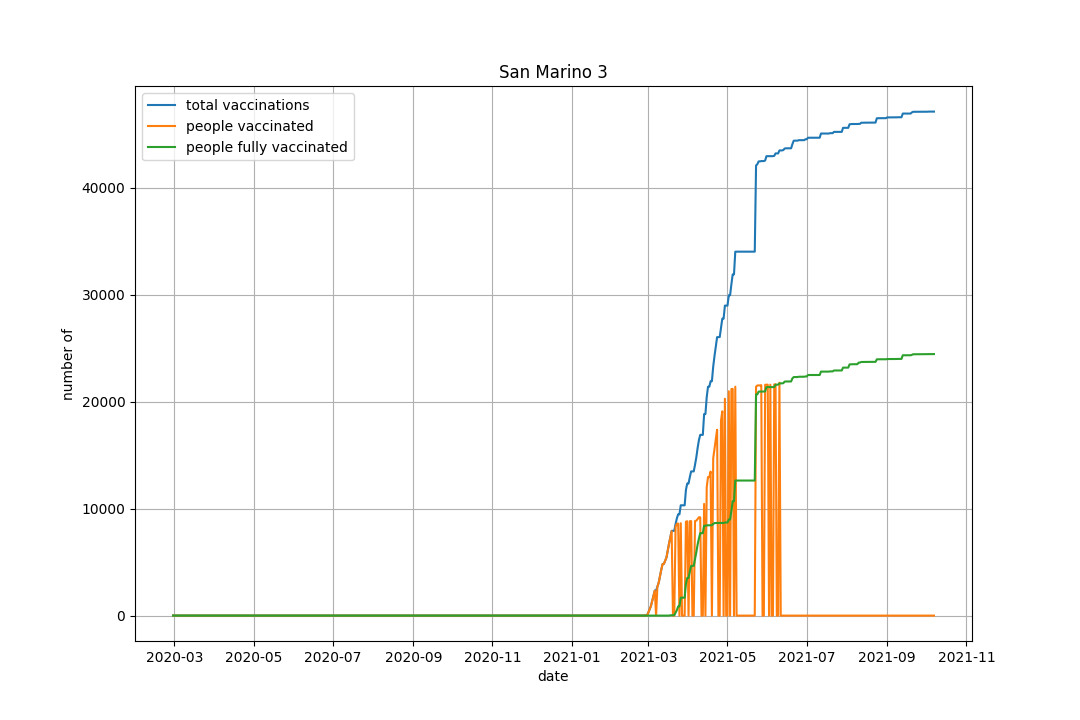 San Marino 3
total vaccinations
people vaccinated
people fully vaccinated
number of
40000
30000
20000
10000
0
2020-03 2020-05 2020-07 2020-09 2020-11 2021-01 2021-03 2021-05 2021-07 2021-09 2021-11
date